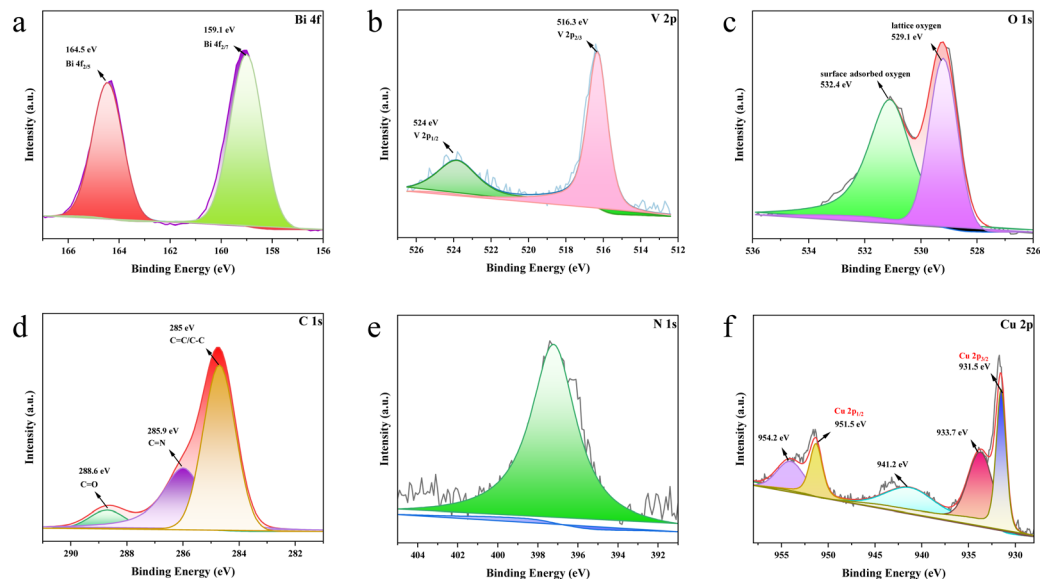 a
Bi 4f
164.5 eV
Bi 4f2/5
159.1 eV
Bi 4f2/7
Intensity (a.u.)
166 164 162 160 158 156
Binding Energy (eV)
b
V 2p
516.3 eV
V 2p2/3
524 eV
V 2p1/2
Intensity (a.u.)
526 524 522 520 518 516 514 512
Binding Energy (eV)
c
O 1s
lattice oxygen
529.1 eV
surface adsorbed oxygen
532.4 eV
Intensity (a.u.)
536 534 532 530 528 526
Binding Energy (eV)
d
C 1s
285 eV
C=C/C-C
285.9 eV
C=N
288.6 eV
C=O
Intensity (a.u.)
290 288 286 284 282
Binding Energy (eV)
e
N 1s
Intensity (a.u.)
404 402 400 398 396 394 392
Binding Energy (eV)
f
Cu 2p
Cu 2p3/2
931.5 eV
Cu 2p1/2
951.5 eV
954.2 eV
933.7 eV
941.2 eV
Intensity (a.u.)
955 950 945 940 935 930
Binding Energy (eV)